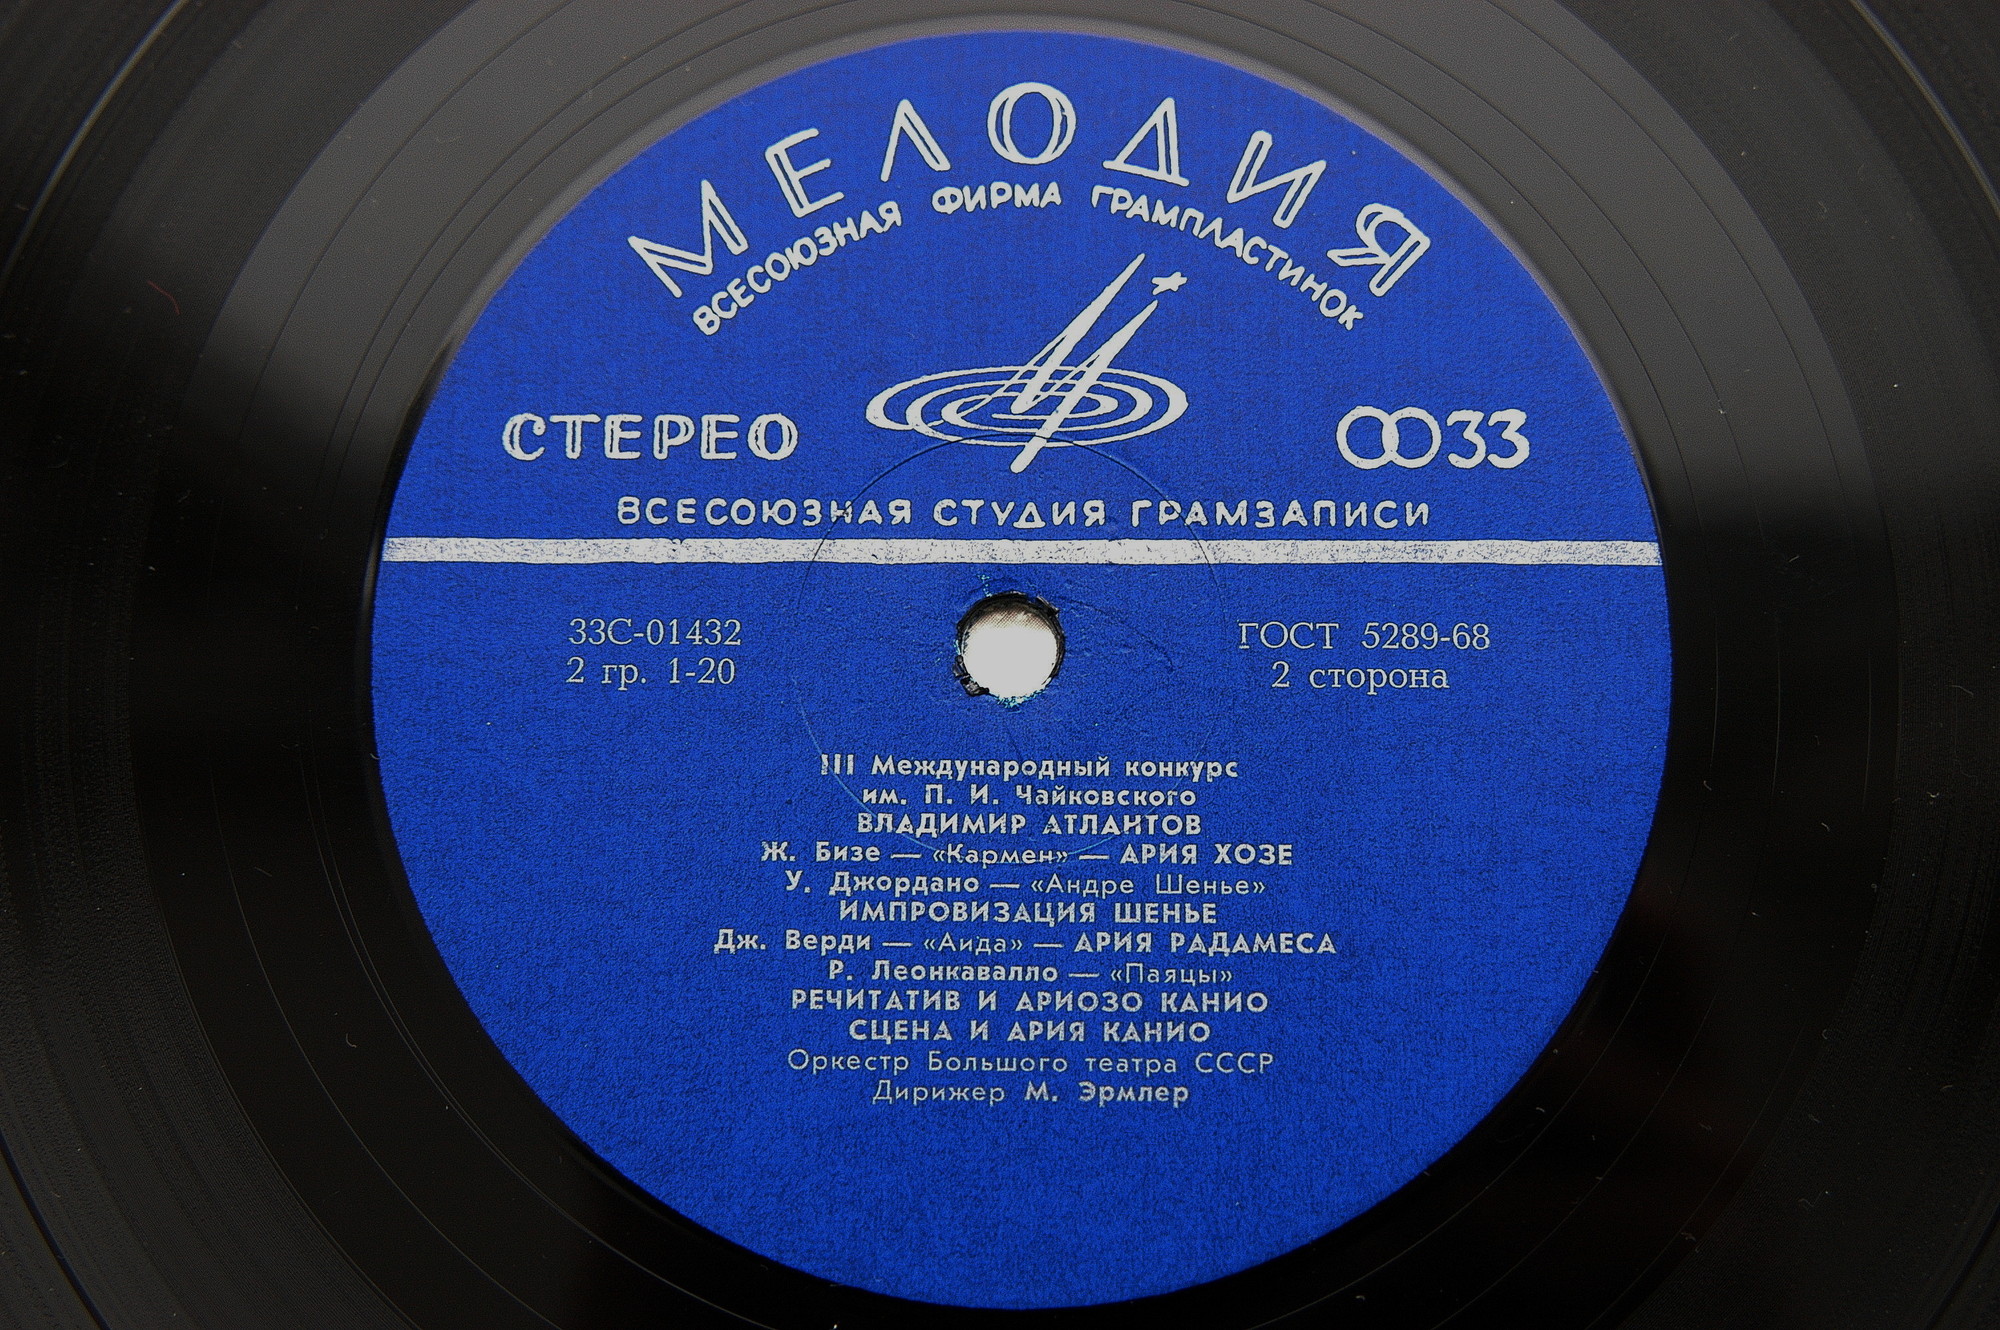 МЕЛОДИЯ
ВСЕСОЮЗНАЯ ФИРМА ГРАМПЛАСТИНОК
СТЕРЕО
33
ВСЕСОЮЗНАЯ СТУДИЯ ГРАМЗАПИСИ
33С-01432
2 гр. 1-20
ГОСТ 5289-68
2 сторона
III Международный конкурс
им. П. И. Чайковского
ВЛАДИМИР АТЛАНТОВ
Ж. Бизе — «Кармен» — АРИЯ ХОЗЕ
У. Джордано — «Андре Шенье»
ИМПРОВИЗАЦИЯ ШЕНЬЕ
Дж. Верди — «Аида» — АРИЯ РАДАМЕСА
Р. Леонкавалло — «Паяцы»
РЕЧИТАТИВ И АРИОЗО КАНИО
СЦЕНА И АРИЯ КАНИО
Оркестр Большого театра СССР
Дирижер М. Эрмлер